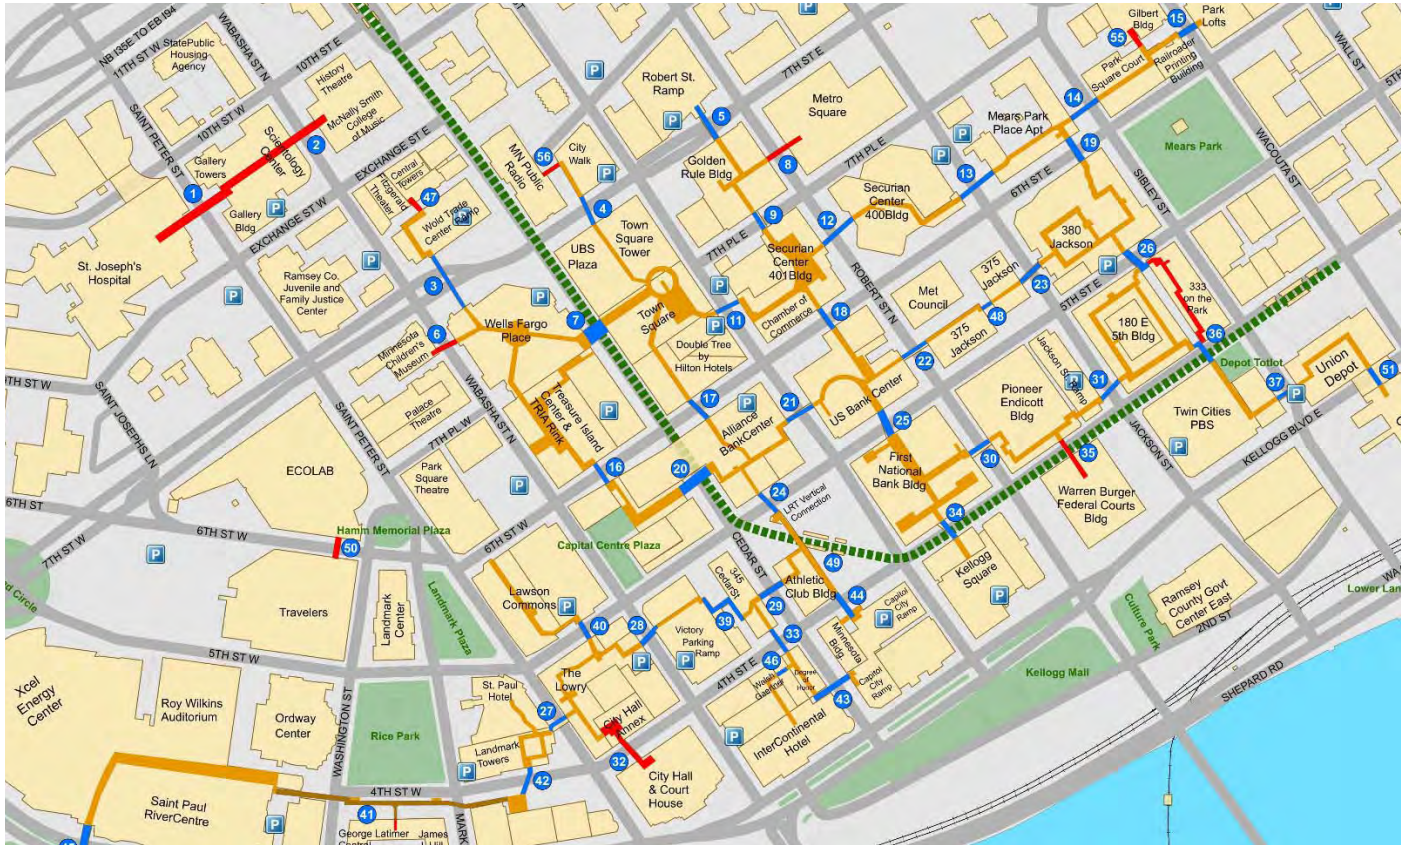 NB I35E TO EB I94
11TH ST W
WABASHA ST N
StatePublic
Housing
Agency
10TH ST E
History
Theatre
McNally Smith
College
of Music
10TH ST W
SAINT PETER ST
Scientology
Center
2
Gallery
Towers
1
Gallery
Bldg
P
EXCHANGE ST E
EXCHANGE ST W
Central
Towers
Fitzgerald
Theater
47
Wold Trade
Center Ramp
P
St. Joseph's
Hospital
P
Ramsey Co.
Juvenile and
Family Justice
Center
P
3
6
Minnesota
Children's
Museum
Wells Fargo
Place
P
MN Public
Radio
56
City
Walk
P
4
UBS
Plaza
Town
Square
Tower
7
Town
Square
Robert St.
Ramp
P
P
5
7TH ST E
Metro
Square
Golden
Rule Bldg
8
7TH PL E
7TH PL E
9
12
Securian
Center
400Bldg
Securian
Center
401Bldg
13
P
P
P
11
Chamber of
Commerce
18
Double Tree
by
Hilton Hotels
ROBERT ST N
Met
Council
375
Jackson
48
23
22
375
Jackson
380
Jackson
P
5TH ST E
6TH ST E
Mears Park
Place Apt
14
19
Gilbert
Bldg
55
15
Park
Lofts
Park
Square Court
Railroader
Printing
Building
P
WALL ST
5TH
WACOUTA ST
Mears Park
SIBLEY ST
26
333
on the
Park
180 E
5th Bldg
36
Depot Totlot
37
P
Union
Depot
51
Twin Cities
PBS
P
KELLOGG BLVD E
JACKSON ST
31
P
Pioneer
Endicott
Bldg
35
Warren Burger
Federal Courts
Bldg
30
25
US Bank Center
21
P
17
Alliance
BankCenter
First
National
Bank Bldg
34
Kellogg
Square
P
20
24
LRT Vertical
Connection
49
CEDAR ST
16
Treasure Island
Center &
TRIA Rink
P
P
Palace
Theatre
WABASHA ST N
7TH PL W
Park
Square
Theatre
SAINT PETER ST
SAINT JOSEPHS LN
ECOLAB
6TH ST
6TH ST W
7TH ST W
P
50
Hamm Memorial Plaza
Travelers
Landmark
Center
Landmark
Plaza
6TH ST W
Capital Centre Plaza
Lawson
Commons
P
40
28
P
345
CedarSt
39
29
Athletic
Club Bldg
44
Capitol
City
Ramp
P
Victory
Parking
Ramp
P
33
46
4TH ST E
Degree
of
Honor
Minnesota
Bldg
Capitol
City
Ramp
43
InterContinental
Hotel
P
5TH ST W
The
Lowry
St. Paul
Hotel
27
City Hall
Annex
32
City Hall
& Court
House
Landmark
Towers
P
42
Rice Park
WASHINGTON ST
Ordway
Center
Roy Wilkins
Auditorium
Xcel
Energy
Center
4TH ST W
41
Saint Paul
RiverCentre
P
George Latimer
Kellogg Mall
Culture Park
Ramsey
County Govt
Center East
2ND ST
SHEPARD RD